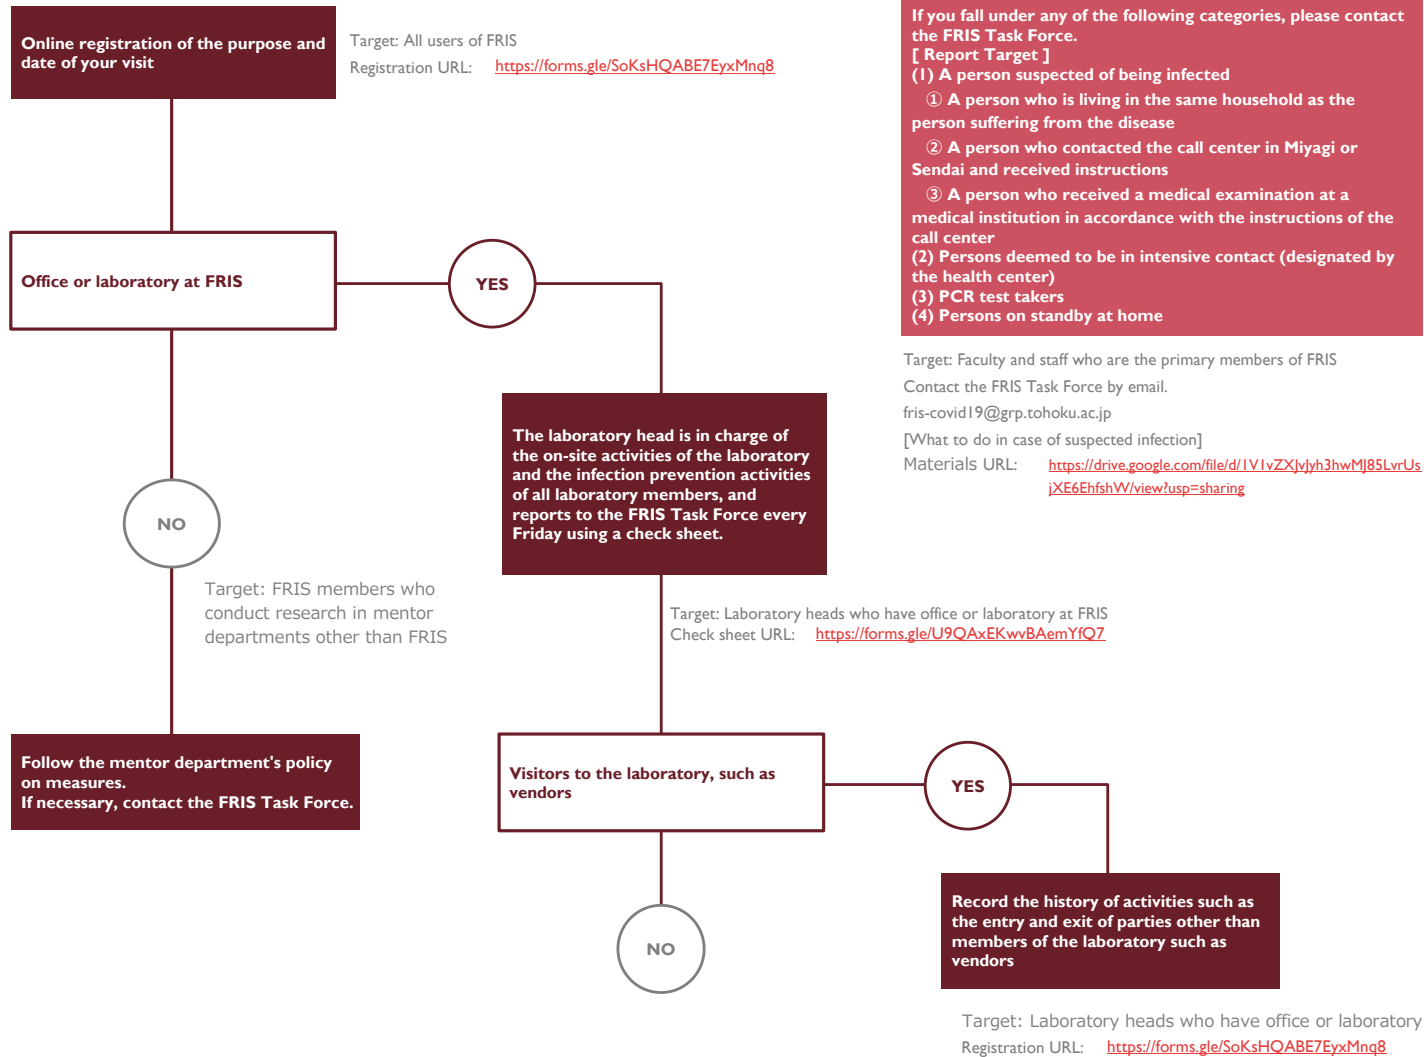 Online registration of the purpose and
date of your visit
Target: All users of FRIS
Registration URL: https://forms.gle/SoKsHQABE7EyxMnq8
If you fall under any of the following categories, please contact
the FRIS Task Force.
[ Report Target ]
(1) A person suspected of being infected
① A person who is living in the same household as the
person suffering from the disease
② A person who contacted the call center in Miyagi or
Sendai and received instructions
③ A person who received a medical examination at a
medical institution in accordance with the instructions of the
call center
(2) Persons deemed to be in intensive contact (designated by
the health center)
(3) PCR test takers
(4) Persons on standby at home
Target: Faculty and staff who are the primary members of FRIS
Contact the FRIS Task Force by email.
fris-covid19@grp.tohoku.ac.jp
[What to do in case of suspected infection]
Materials URL: https://drive.google.com/file/d/1V1vZXJvJyh3hwMJ85LvrUs
jXE6EhfshW/view?usp=sharing
Office or laboratory at FRIS
YES
The laboratory head is in charge of
the on-site activities of the laboratory
and the infection prevention activities
of all laboratory members, and
reports to the FRIS Task Force every
Friday using a check sheet.
NO
Target: FRIS members who
conduct research in mentor
departments other than FRIS
Target: Laboratory heads who have office or laboratory at FRIS
Check sheet URL: https://forms.gle/U9QAxEKwvBAemYfQ7
Follow the mentor department's policy
on measures.
If necessary, contact the FRIS Task Force.
Visitors to the laboratory, such as
vendors
YES
NO
Record the history of activities such as
the entry and exit of parties other than
members of the laboratory such as
vendors
Target: Laboratory heads who have office or laboratory
Registration URL: https://forms.gle/SoKsHQABE7EyxMnq8